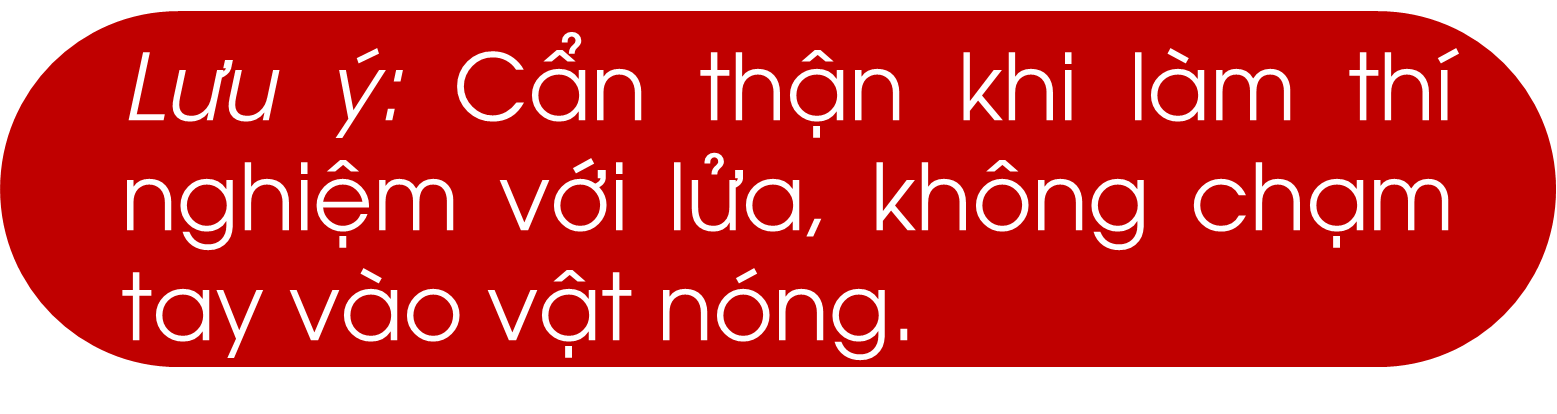 Lưu ý: Cẩn thận khi làm thí
nghiệm với lửa, không chạm
tay vào vật nóng.